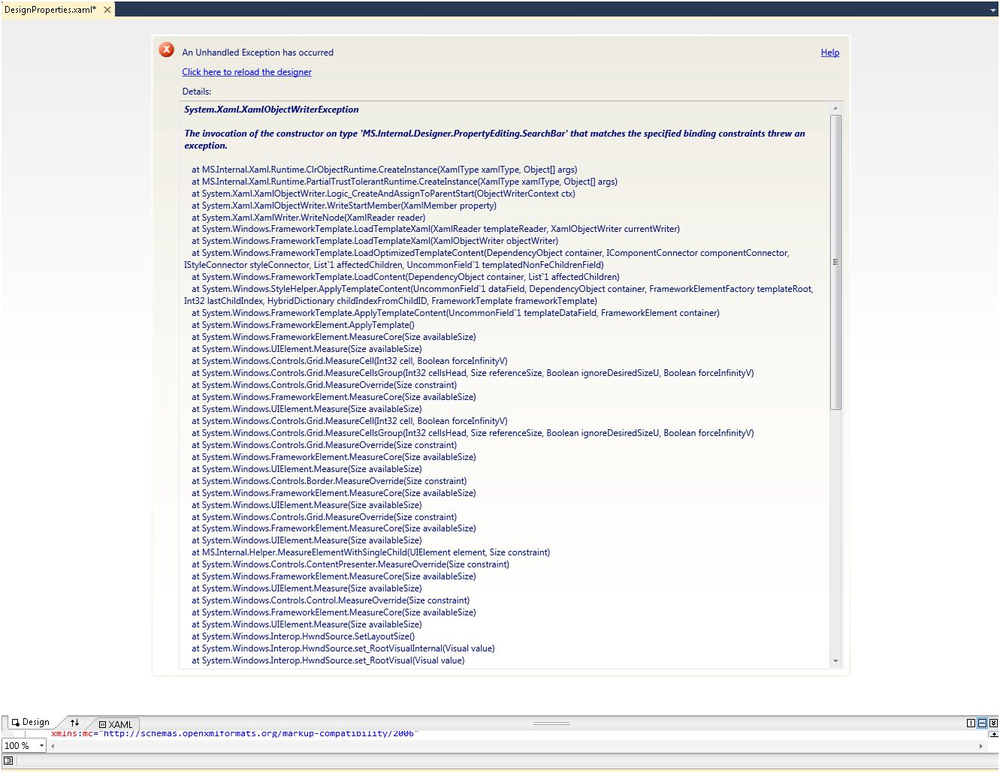 DesignProperties.xaml*
An Unhandled Exception has occurred
Help
Click here to reload the designer
Details:
System.Xaml.XamlObjectWriterException
The invocation of the constructor on type 'MS.Internal.Designer.PropertyEditing.SearchBar' that matches the specified binding constraints threw an
exception.
at MS.Internal.Xaml.Runtime.ClrObjectRuntime.CreateInstance(XamlType xamlType, Object[] args)
at MS.Internal.Xaml.Runtime.PartialTrustTolerantRuntime.CreateInstance(XamlType xamlType, Object[] args)
at System.Xaml.XamlObjectWriter.Logic_CreateAndAssignToParentStart(ObjectWriterContext ctx)
at System.Xaml.XamlObjectWriter.WriteStartMember(XamlMember property)
at System.Xaml.XamlWriter.WriteNode(XamlReader reader)
at System.Windows.FrameworkTemplate.LoadTemplateXaml(XamlReader templateReader, XamlObjectWriter currentWriter)
at System.Windows.FrameworkTemplate.LoadTemplateXaml(XamlObjectWriter objectWriter)
at System.Windows.FrameworkTemplate.LoadOptimizedTemplateContent(DependencyObject container, IComponentConnector componentConnector,
IStyleConnector styleConnector, List`1 affectedChildren, UncommonField`1 templatedNonFeChildrenField)
at System.Windows.FrameworkTemplate.LoadContent(DependencyObject container, List`1 affectedChildren)
at System.Windows.StyleHelper.ApplyTemplateContent(UncommonField`1 dataField, DependencyObject container, FrameworkElementFactory templateRoot,
Int32 lastChildIndex, HybridDictionary childIndexFromChildID, FrameworkTemplate frameworkTemplate)
at System.Windows.FrameworkTemplate.ApplyTemplateContent(UncommonField`1 templateDataField, FrameworkElement container)
at System.Windows.FrameworkElement.ApplyTemplate()
at System.Windows.FrameworkElement.MeasureCore(Size availableSize)
at System.Windows.UIElement.Measure(Size availableSize)
at System.Windows.Controls.Grid.MeasureCell(Int32 cell, Boolean forceInfinityV)
at System.Windows.Controls.Grid.MeasureCellsGroup(Int32 cellsHead, Size referenceSize, Boolean ignoreDesiredSizeU, Boolean forceInfinityV)
at System.Windows.Controls.Grid.MeasureOverride(Size constraint)
at System.Windows.FrameworkElement.MeasureCore(Size availableSize)
at System.Windows.UIElement.Measure(Size availableSize)
at System.Windows.Controls.Grid.MeasureCell(Int32 cell, Boolean forceInfinityV)
at System.Windows.Controls.Grid.MeasureCellsGroup(Int32 cellsHead, Size referenceSize, Boolean ignoreDesiredSizeU, Boolean forceInfinityV)
at System.Windows.Controls.Grid.MeasureOverride(Size constraint)
at System.Windows.FrameworkElement.MeasureCore(Size availableSize)
at System.Windows.UIElement.Measure(Size availableSize)
at System.Windows.Controls.Border.MeasureOverride(Size constraint)
at System.Windows.FrameworkElement.MeasureCore(Size availableSize)
at System.Windows.UIElement.Measure(Size availableSize)
at System.Windows.Controls.Grid.MeasureOverride(Size constraint)
at System.Windows.FrameworkElement.MeasureCore(Size availableSize)
at System.Windows.UIElement.Measure(Size availableSize)
at MS.Internal.Helper.MeasureElementWithSingleChild(UIElement element, Size constraint)
at System.Windows.Controls.ContentPresenter.MeasureOverride(Size constraint)
at System.Windows.FrameworkElement.MeasureCore(Size availableSize)
at System.Windows.UIElement.Measure(Size availableSize)
at System.Windows.Controls.Control.MeasureOverride(Size constraint)
at System.Windows.FrameworkElement.MeasureCore(Size availableSize)
at System.Windows.UIElement.Measure(Size availableSize)
at System.Windows.Interop.HwndSource.SetLayoutSize()
at System.Windows.Interop.HwndSource.set_RootVisualInternal(Visual value)
at System.Windows.Interop.HwndSource.set_RootVisual(Visual value)
Design
XAML
xmlns:mc="http://schemas.openxmlformats.org/markup-compatibility/2006"
100 %